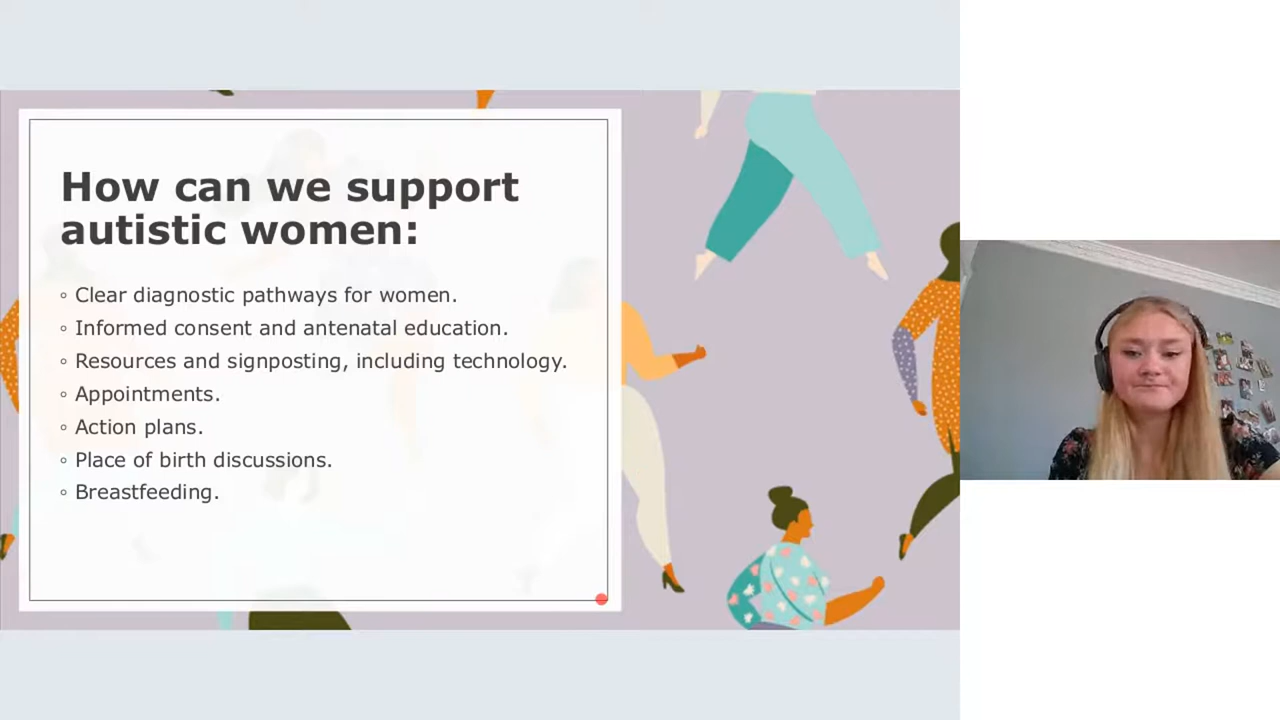 How can we support
autistic women:
◦ Clear diagnostic pathways for women.
◦ Informed consent and antenatal education.
◦ Resources and signposting, including technology.
◦ Appointments.
◦ Action plans.
◦ Place of birth discussions.
◦ Breastfeeding.